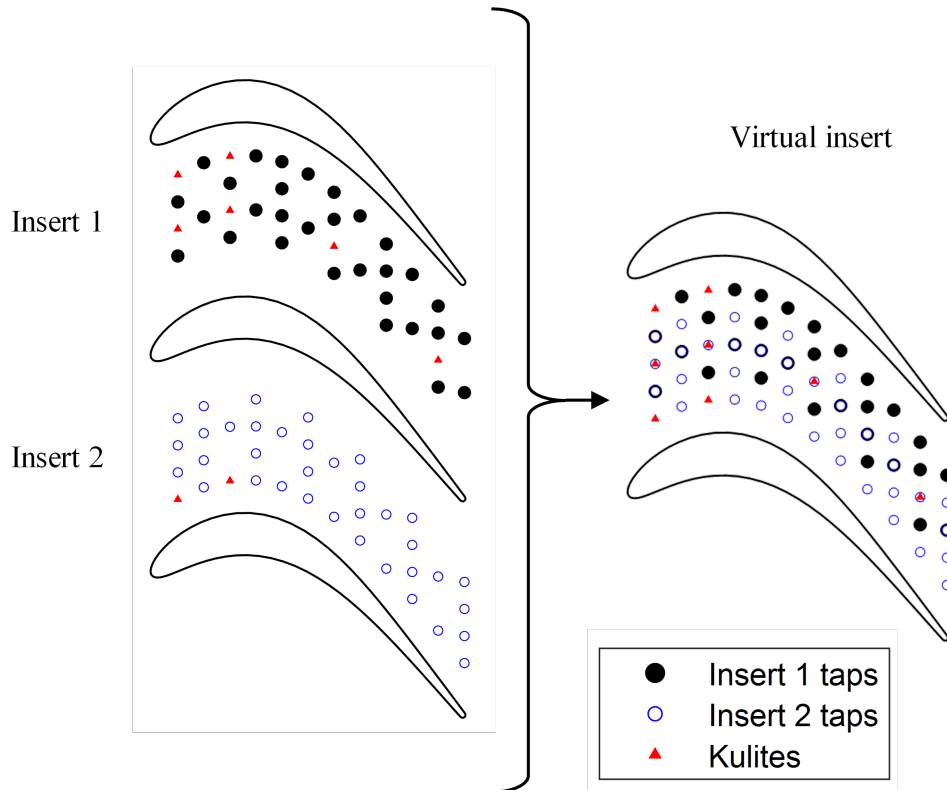 Virtual insert
Insert 1
Insert 2
Insert 1 taps
Insert 2 taps
Kulites